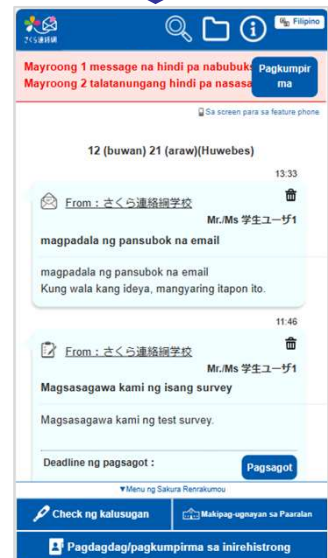 さくら連絡網
Filipino
Mayroong 1 message na hindi pa nabubuks
Mayroong 2 talatanungang hindi pa nasasa
Pagkumpir
ma
Sa screen para sa feature phone
12 (buwan) 21 (araw)(Huwebes)
13:33
From : さくら連絡網学校
Mr./Ms 学生ユーザ1
magpadala ng pansubok na email
magpadala ng pansubok na email
Kung wala kang ideya, mangyaring itapon ito.
11:46
From : さくら連絡網学校
Mr./Ms 学生ユーザ1
Magsasagawa kami ng isang survey
Magsasagawa kami ng test survey.
Deadline ng pagsagot :
Pagsagot
▼Menu ng Sakura Renrakumou
Check ng kalusugan
Makipag-ugnayan sa Paaralan
Pagdagdag/pagkumpirma sa inirehistrong